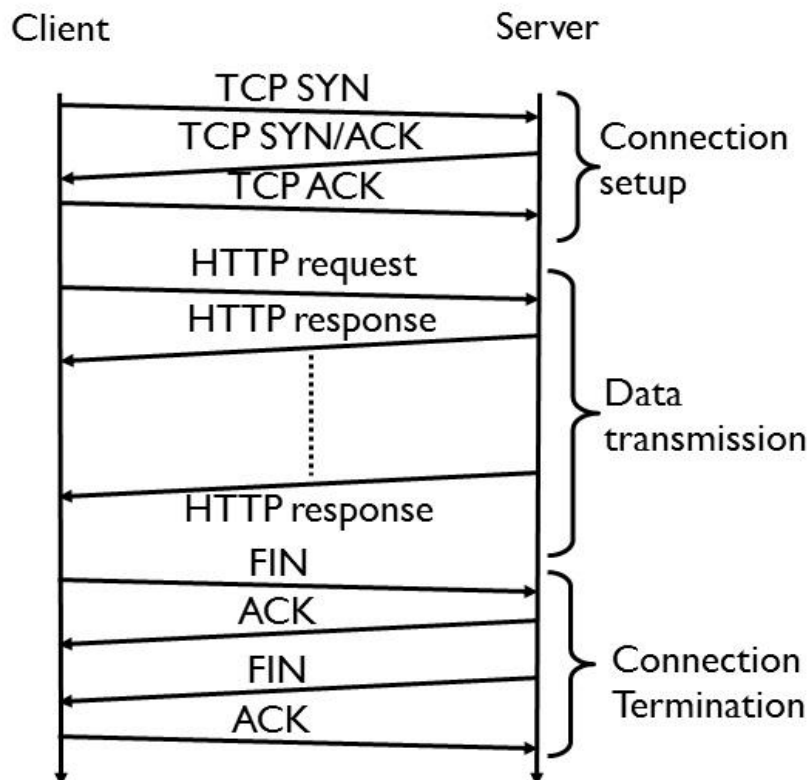 Client
Server
TCP SYN
TCP SYN/ACK
TCP ACK
Connection
setup
HTTP request
HTTP response
Data
transmission
HTTP response
FIN
ACK
FIN
ACK
Connection
Termination